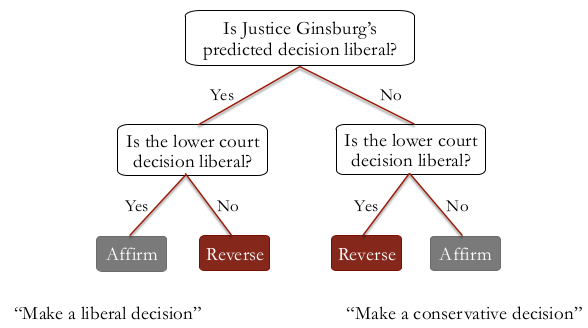 Is Justice Ginsburg’s
predicted decision liberal?
Yes
No
Is the lower court
decision liberal?
Is the lower court
decision liberal?
Yes
No
Yes
No
Affirm
Reverse
Reverse
Affirm
“Make a liberal decision”
“Make a conservative decision”